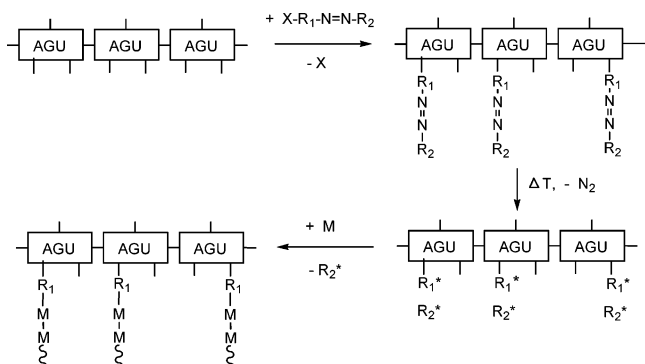 + X-R₁-N=N-R₂
- X
AGU AGU AGU
AGU AGU AGU
R₁ R₁ R₁
N N N
N N N
R₂ R₂ R₂
ΔT, - N₂
+ M
- R₂*
AGU AGU AGU
AGU AGU AGU
R₁ R₁ R₁
R₁* R₁* R₁*
R₂* R₂* R₂*
M M M
M M M